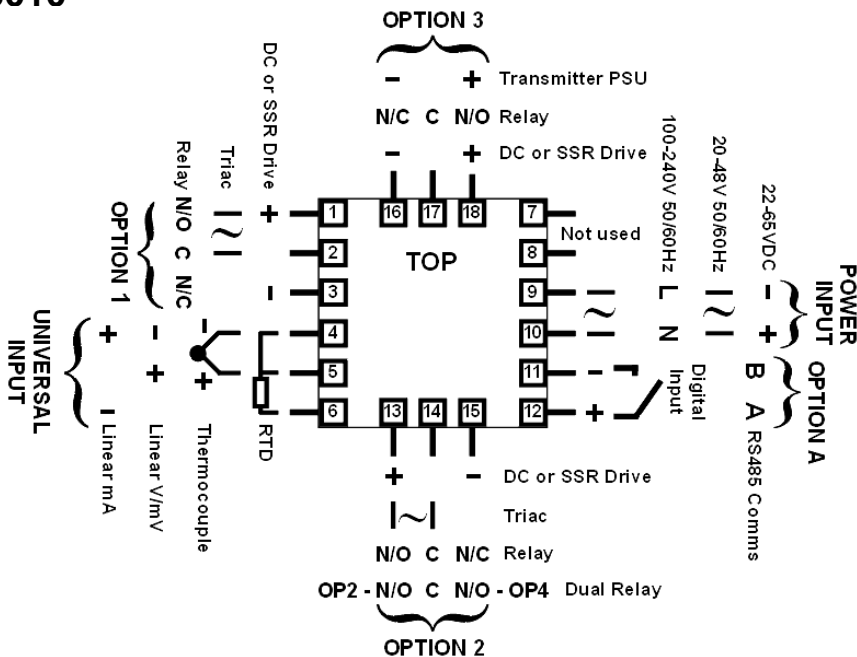 OPTION 3
- + Transmitter PSU
N/C C N/O Relay
- + DC or SSR Drive
DC or SSR Drive + -
Triac ~
Relay N/O C N/C
OPTION 1
UNIVERSAL
INPUT
+ - Linear mA
- + Linear V/mV
- + Thermocouple
RTD
1
2
3
4
5
6
16 17 18
TOP
13 14 15
7
8
9
10
11
12
Not used
~
100-240V 50/60Hz L N
20-48V 50/60Hz ~
22-65VDC - +
POWER
INPUT
- +
Digital
Input
B A RS485 Comms
OPTION A
+ - DC or SSR Drive
~ Triac
N/O C N/C Relay
OP2 - N/O C N/O - OP4 Dual Relay
OPTION 2